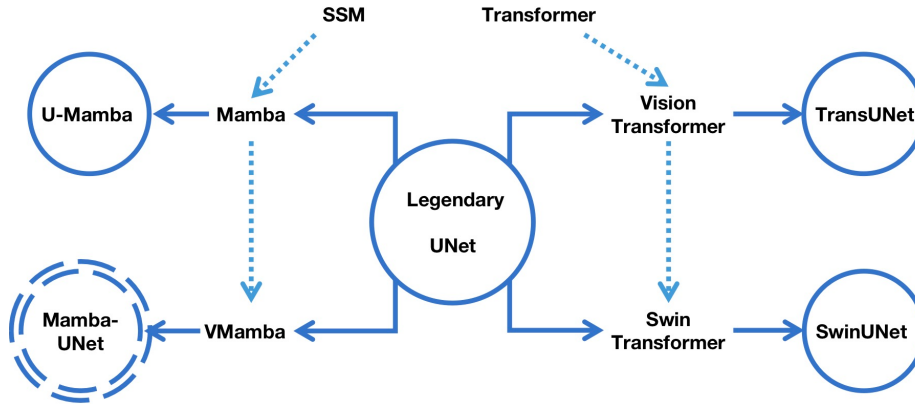 SSM
Transformer
U-Mamba
Mamba
Vision
Transformer
TransUNet
Legendary
UNet
Mamba-
UNet
VMamba
Swin
Transformer
SwinUNet